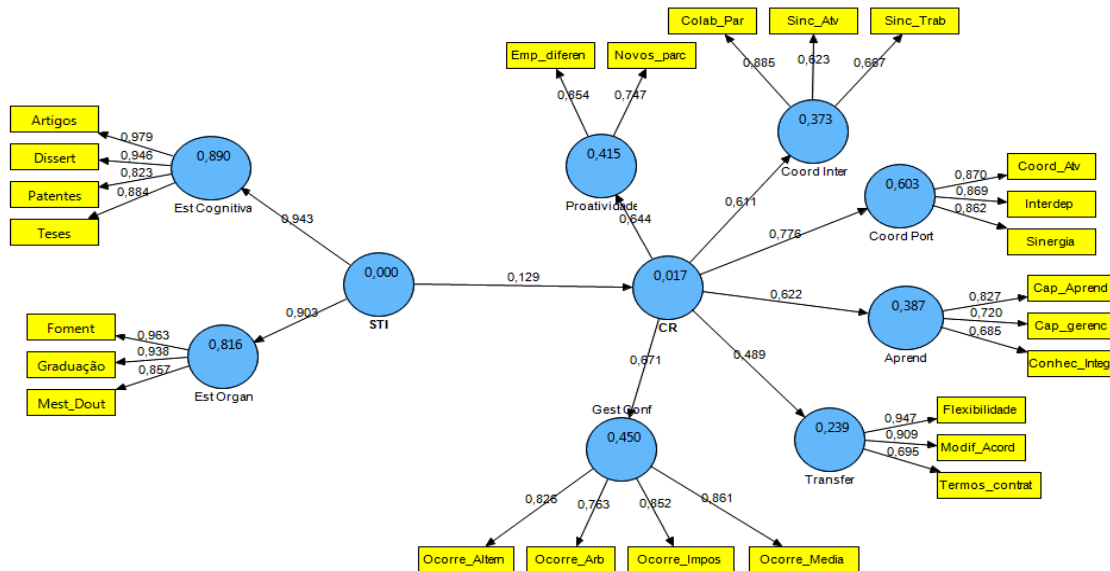 Colab_Par
Sinc_Atv
Sinc_Trab
Emp_diferen
Novos_parc
0,885
0,623
0,667
0,854
0,747
Artigos
0,979
Dissert
0,946
Patentes
0,823
Teses
0,884
0,890
Est Cognitiva
0,415
Proatividade
0,373
Coord Inter
0,603
Coord Port
0,870
Coord_Atv
0,869
Interdep
0,862
Sinergia
0,943
0,644
0,611
0,776
0,000
STI
0,129
0,017
CR
0,622
0,387
Aprend
0,827
Cap_Aprend
0,720
Cap_gerenc
0,685
Conhec_Integ
0,903
Foment
0,963
Graduação
0,938
Mest_Dout
0,857
0,816
Est Organ
0,671
0,489
Gest Conf
0,450
0,239
Transfer
0,947
Flexibilidade
0,909
Modif_Acord
0,695
Termos_contrat
0,826
0,763
0,852
0,861
Ocorre_Altern
Ocorre_Arb
Ocorre_Impos
Ocorre_Media